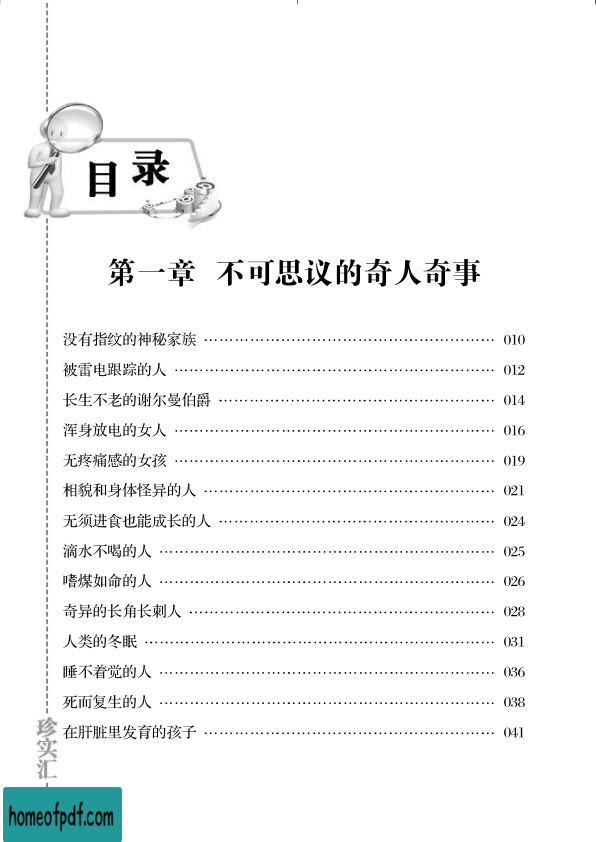 目录
第一章 不可思议的奇人奇事
没有指纹的神秘家族 ………………………………………………… 010
被雷电跟踪的人 ………………………………………………… 012
长生不老的谢尔曼伯爵 ………………………………………………… 014
浑身放电的女人 ………………………………………………… 016
无疼痛感的女孩 ………………………………………………… 019
相貌和身体怪异的人 ………………………………………………… 021
无须进食也能成长的人 ………………………………………………… 024
滴水不喝的人 ………………………………………………… 025
嗜煤如命的人 ………………………………………………… 026
奇异的长角长刺人 ………………………………………………… 028
人类的冬眠 ………………………………………………… 031
睡不着觉的人 ………………………………………………… 036
死而复生的人 ………………………………………………… 038
在肝脏里发育的孩子 ………………………………………………… 041
珍实汇
homeofpdf.com